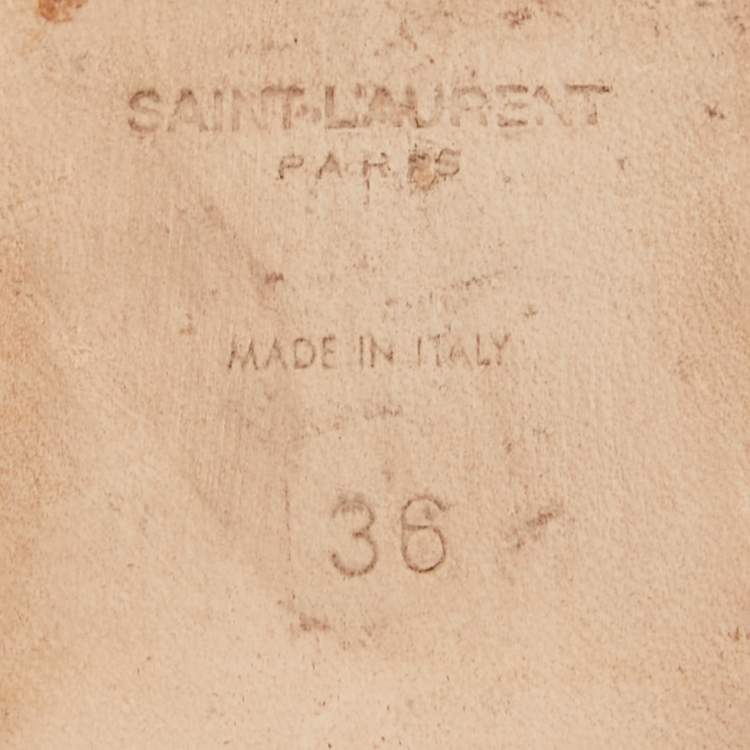 SAINT LAURENT
PARIS
MADE IN ITALY
36